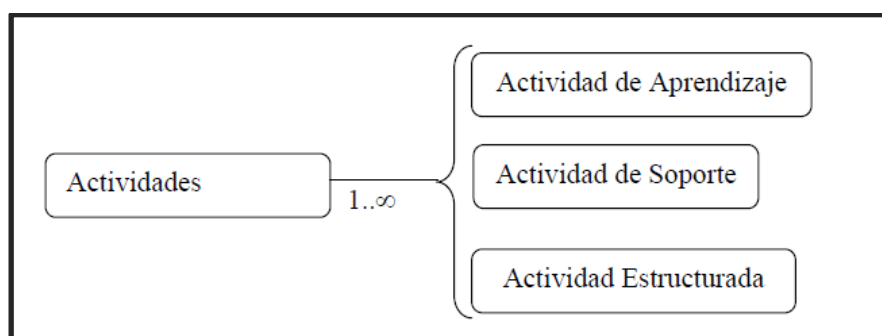 Actividad de Aprendizaje
Actividades
1..∞
Actividad de Soporte
Actividad Estructurada